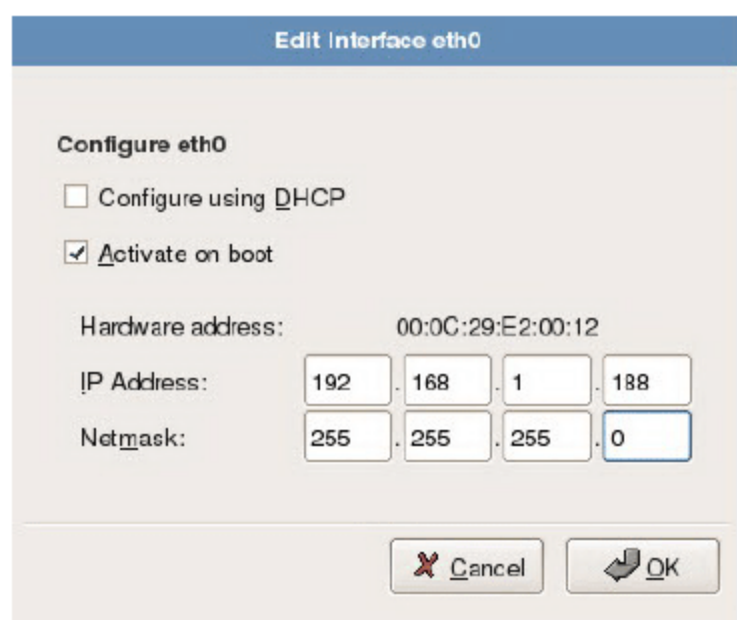 Edit Interface eth0
Configure eth0
Configure using DHCP
Activate on boot
Hardware address: 00:0C:29:E2:00:12
IP Address: 192 . 168 . 1 . 188
Netmask: 255 . 255 . 255 . 0
Cancel OK